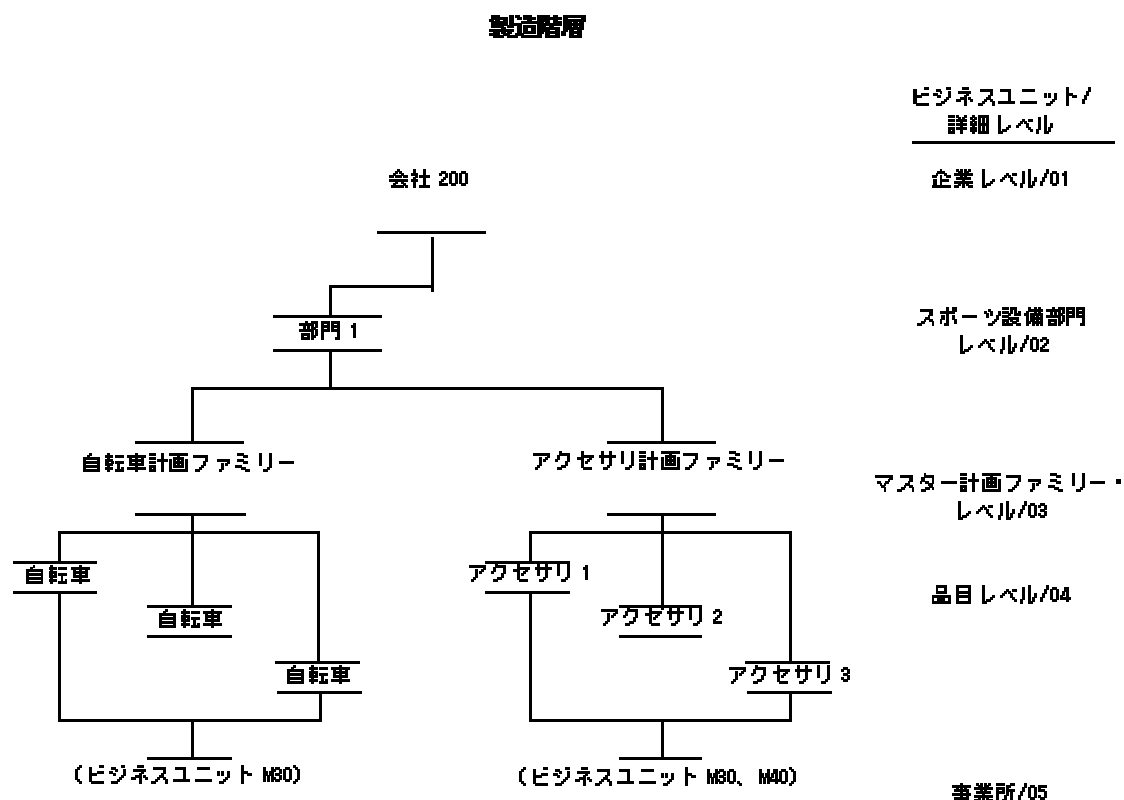 製造階層
ビジネスユニット/
詳細レベル
会社 200
企業レベル/01
部門 1
スポーツ設備部門
レベル/02
自転車計画ファミリー
アクセサリ計画ファミリー
マスター計画ファミリー・
レベル/03
自転車
アクセサリ 1
品目レベル/04
自転車
アクセサリ 2
自転車
アクセサリ 3
(ビジネスユニット M30)
(ビジネスユニット M30、M40)
事業所/05